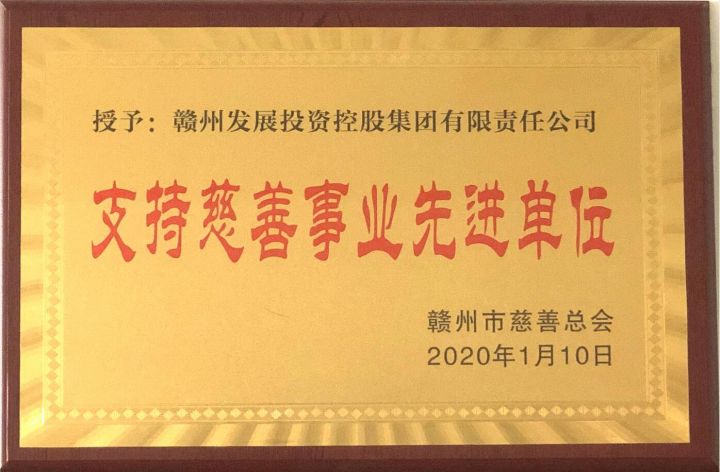 授予：赣州发展投资控股集团有限责任公司
支持慈善事业先进单位
赣州市慈善总会
2020年1月10日